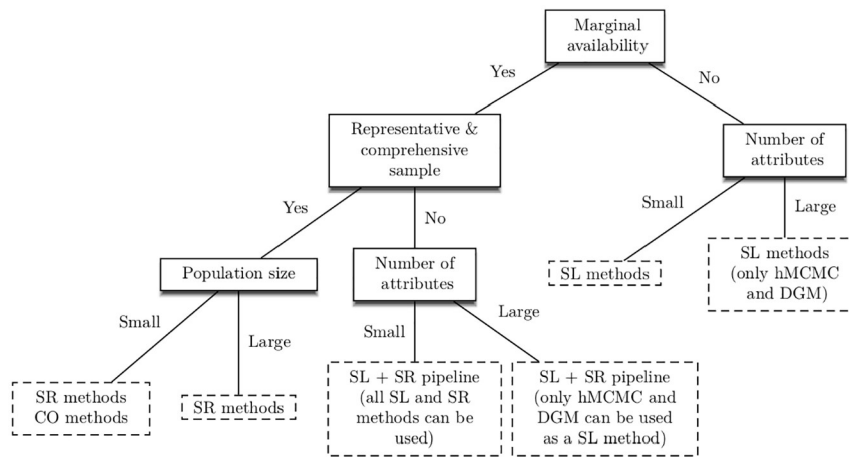 Marginal
availability
Yes
No
Representative &
comprehensive
sample
Number of
attributes
Yes
No
Small
Large
Population size
Number of
attributes
SL methods
SL methods
(only hMCMC
and DGM)
Small
Large
Small
Large
SR methods
CO methods
SR methods
SL + SR pipeline
(all SL and SR
methods can be
used)
SL + SR pipeline
(only hMCMC and
DGM can be used
as a SL method)